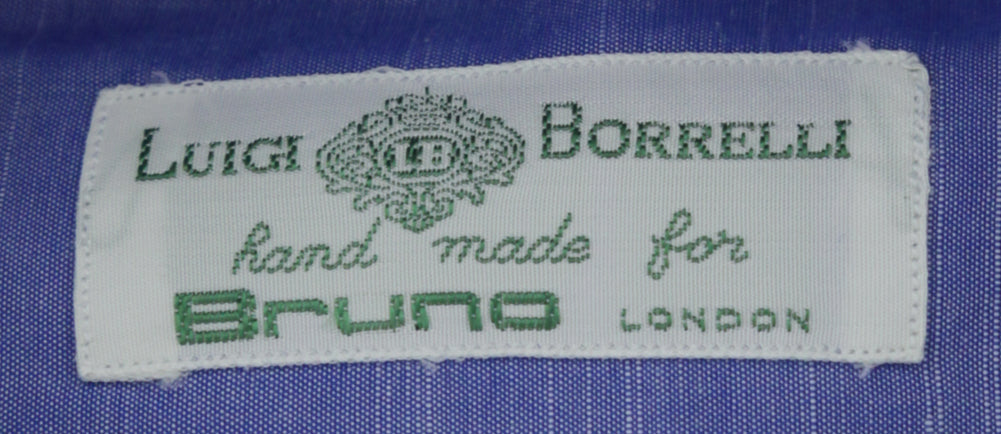 LUIGI LB BORRELLI
hand made for
Bruno LONDON